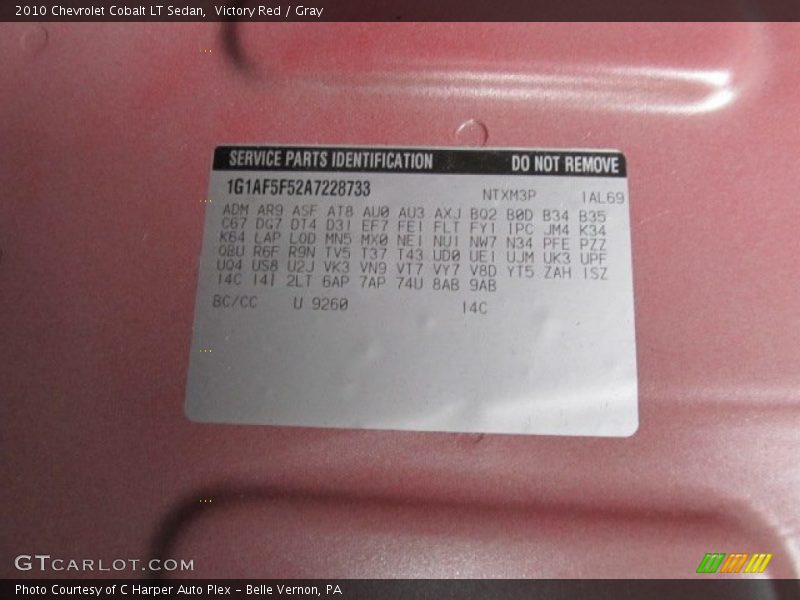 2010 Chevrolet Cobalt LT Sedan, Victory Red / Gray
SERVICE PARTS IDENTIFICATION DO NOT REMOVE
1G1AF5F52A7228733 NTXM3P 1AL69
ADM AR9 ASF AT8 AU0 AU3 AXJ BQ2 B0D B34 B35
C67 DG7 DT4 D31 EF7 FE1 FLT FY1 IPC JM4 K34
K64 LAP LOD MN5 MX0 NE1 NU1 NW7 N34 PFE PZZ
QBU R6F R9N TV5 T37 T43 UD0 UE1 UJM UK3 UPF
UQ4 US8 U2J VK3 VN9 VT7 VY7 V8D YT5 ZAH 1SZ
14C 14I 2LT 6AP 7AP 74U 8AB 9AB
BC/CC U 9260 14C
GTCARLOT.COM
Photo Courtesy of C Harper Auto Plex - Belle Vernon, PA